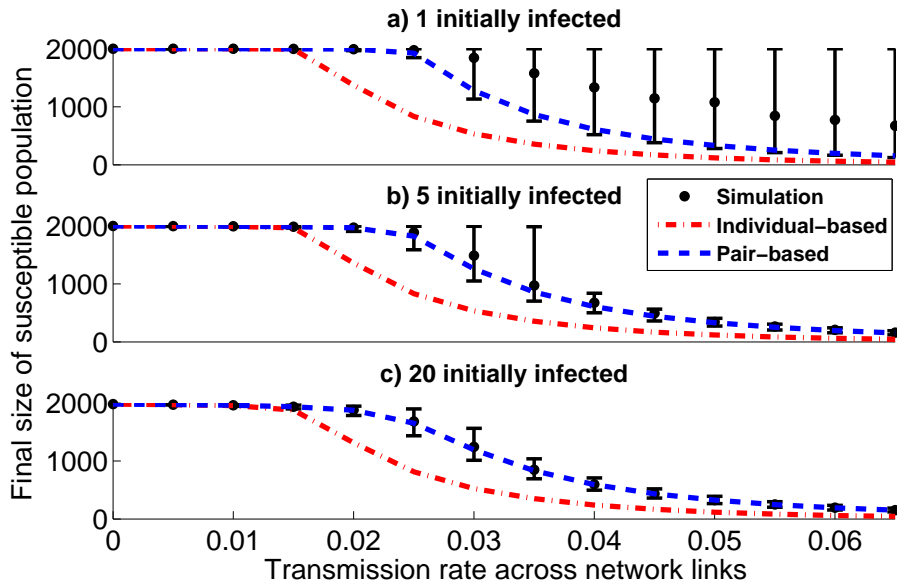 a) 1 initially infected
2000
1000
0
b) 5 initially infected
Simulation
Individual-based
Pair-based
2000
1000
0
c) 20 initially infected
2000
1000
0
0 0.01 0.02 0.03 0.04 0.05 0.06
Transmission rate across network links
Final size of susceptible population